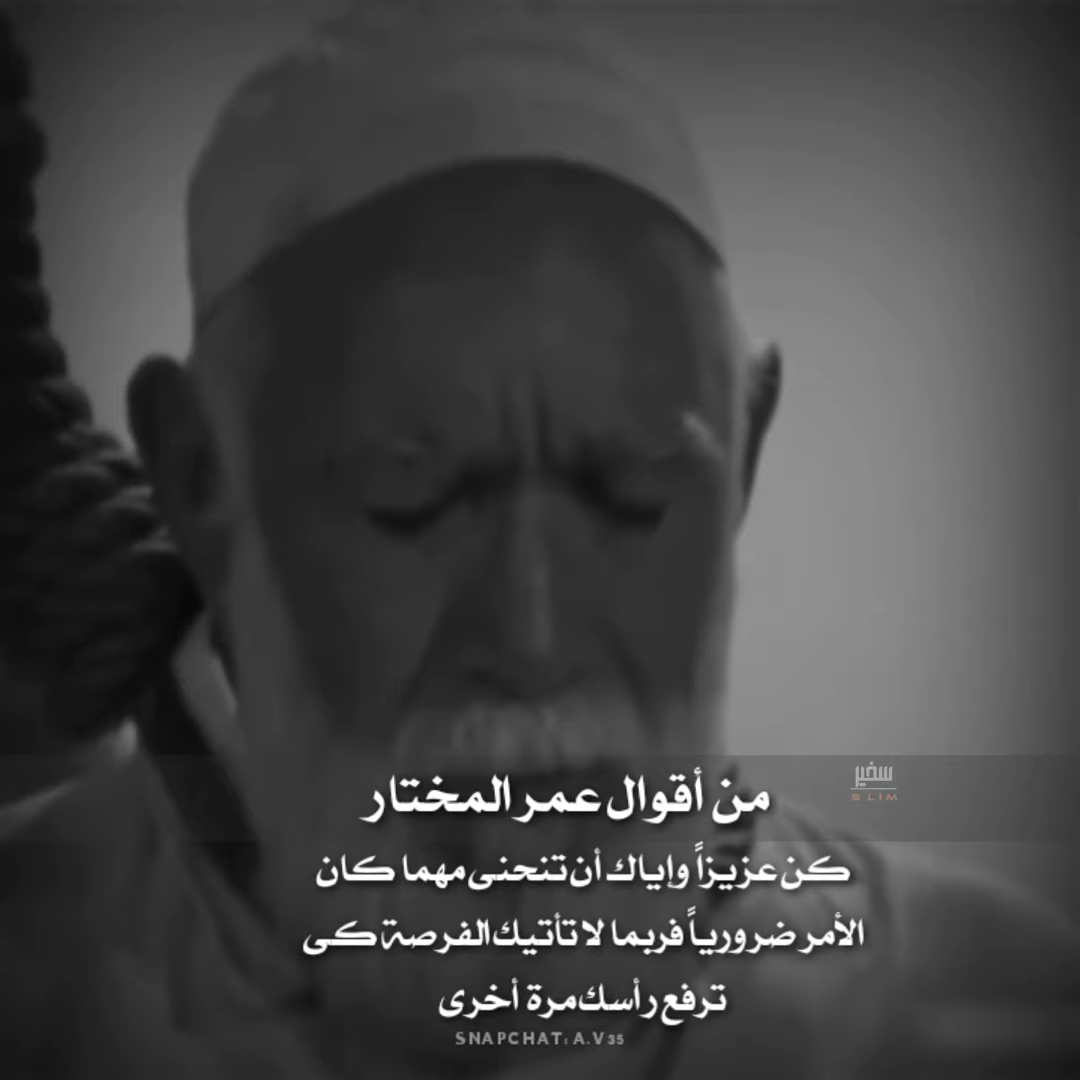 سفير
SLIM
من أقوال عمر المختار
كن عزيزاً وإياك أن تنحنى مهما كان
الأمر ضرورياً فربما لا تأتيك الفرصة كى
ترفع رأسك مرة أخرى
SNAPCHAT: A.V35